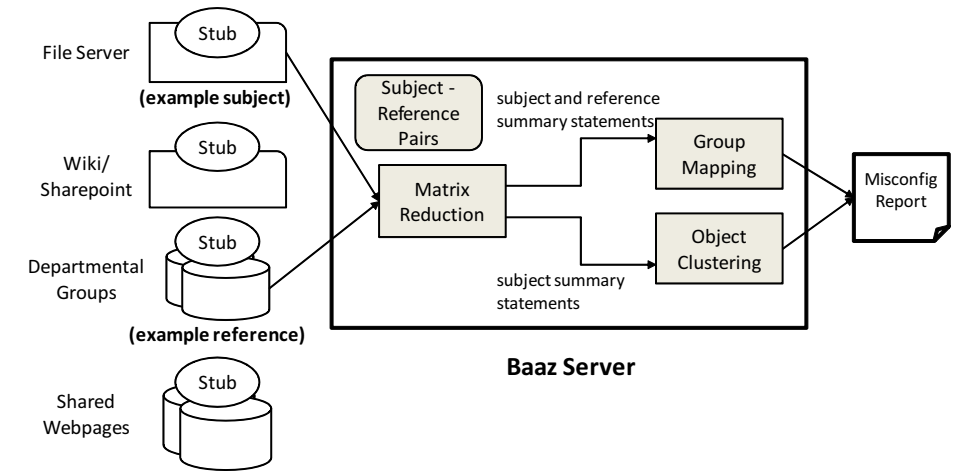 File Server
Stub
(example subject)
Wiki/
Sharepoint
Stub
Departmental
Groups
Stub
(example reference)
Shared
Webpages
Stub
Subject -
Reference
Pairs
Matrix
Reduction
subject and reference
summary statements
Group
Mapping
subject summary
statements
Object
Clustering
Misconfig
Report
Baaz Server